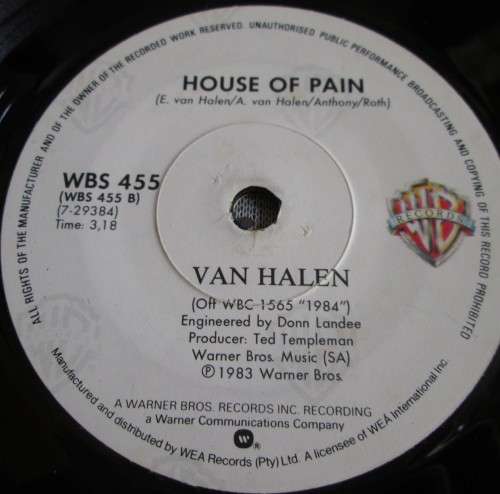 ALL RIGHTS OF THE MANUFACTURER AND OF THE OWNER OF THE RECORDED WORK RESERVED. UNAUTHORISED PUBLIC PERFORMANCE BROADCASTING AND COPYING OF THIS RECORD PROHIBITED
HOUSE OF PAIN
(E. van Halen/A. van Halen/Anthony/Roth)
WBS 455
(WBS 455 B)
(7-29384)
Time: 3,18
WB
RECORDS
VAN HALEN
(Off WBC 1565 "1984")
Engineered by Donn Landee
Producer: Ted Templeman
Warner Bros. Music (SA)
Ⓟ 1983 Warner Bros.
A WARNER BROS. RECORDS INC. RECORDING
a Warner Communications Company
®.
Manufactured and distributed by WEA Records (Pty) Ltd. A licensee of WEA International Inc.